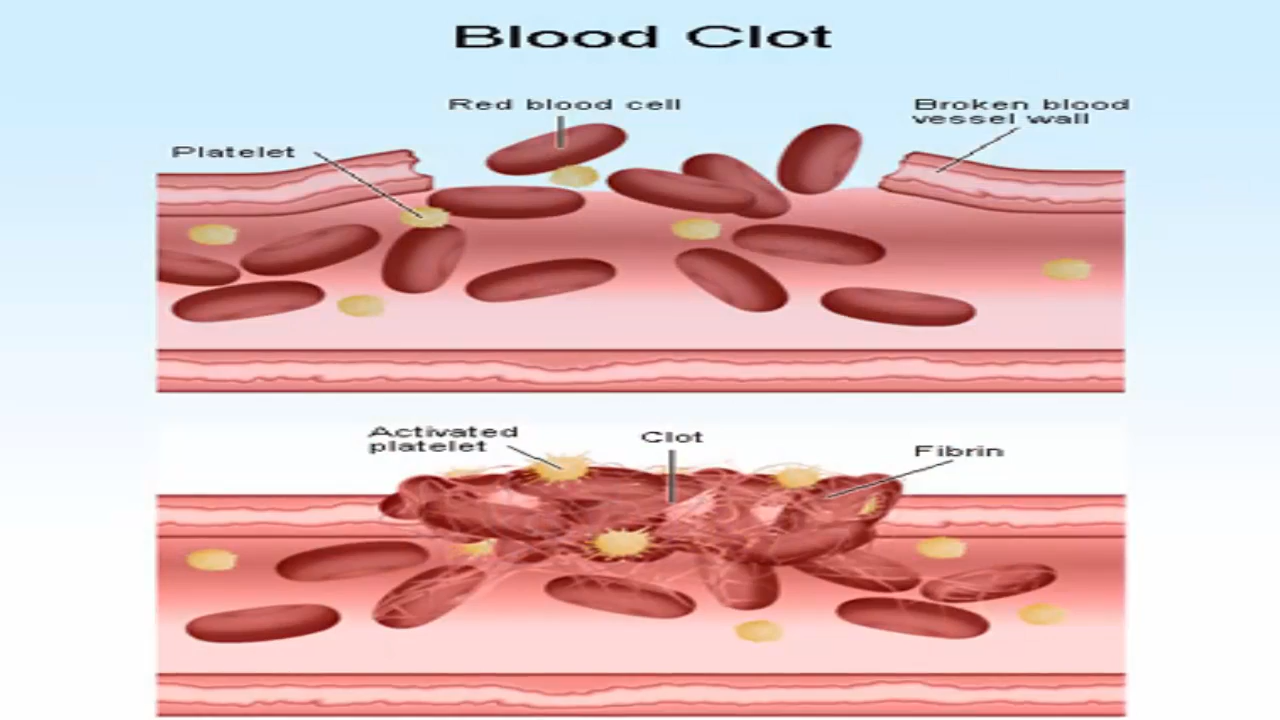 Blood Clot
Red blood cell
Broken blood
vessel wall
Platelet
Activated
platelet
Clot
Fibrin